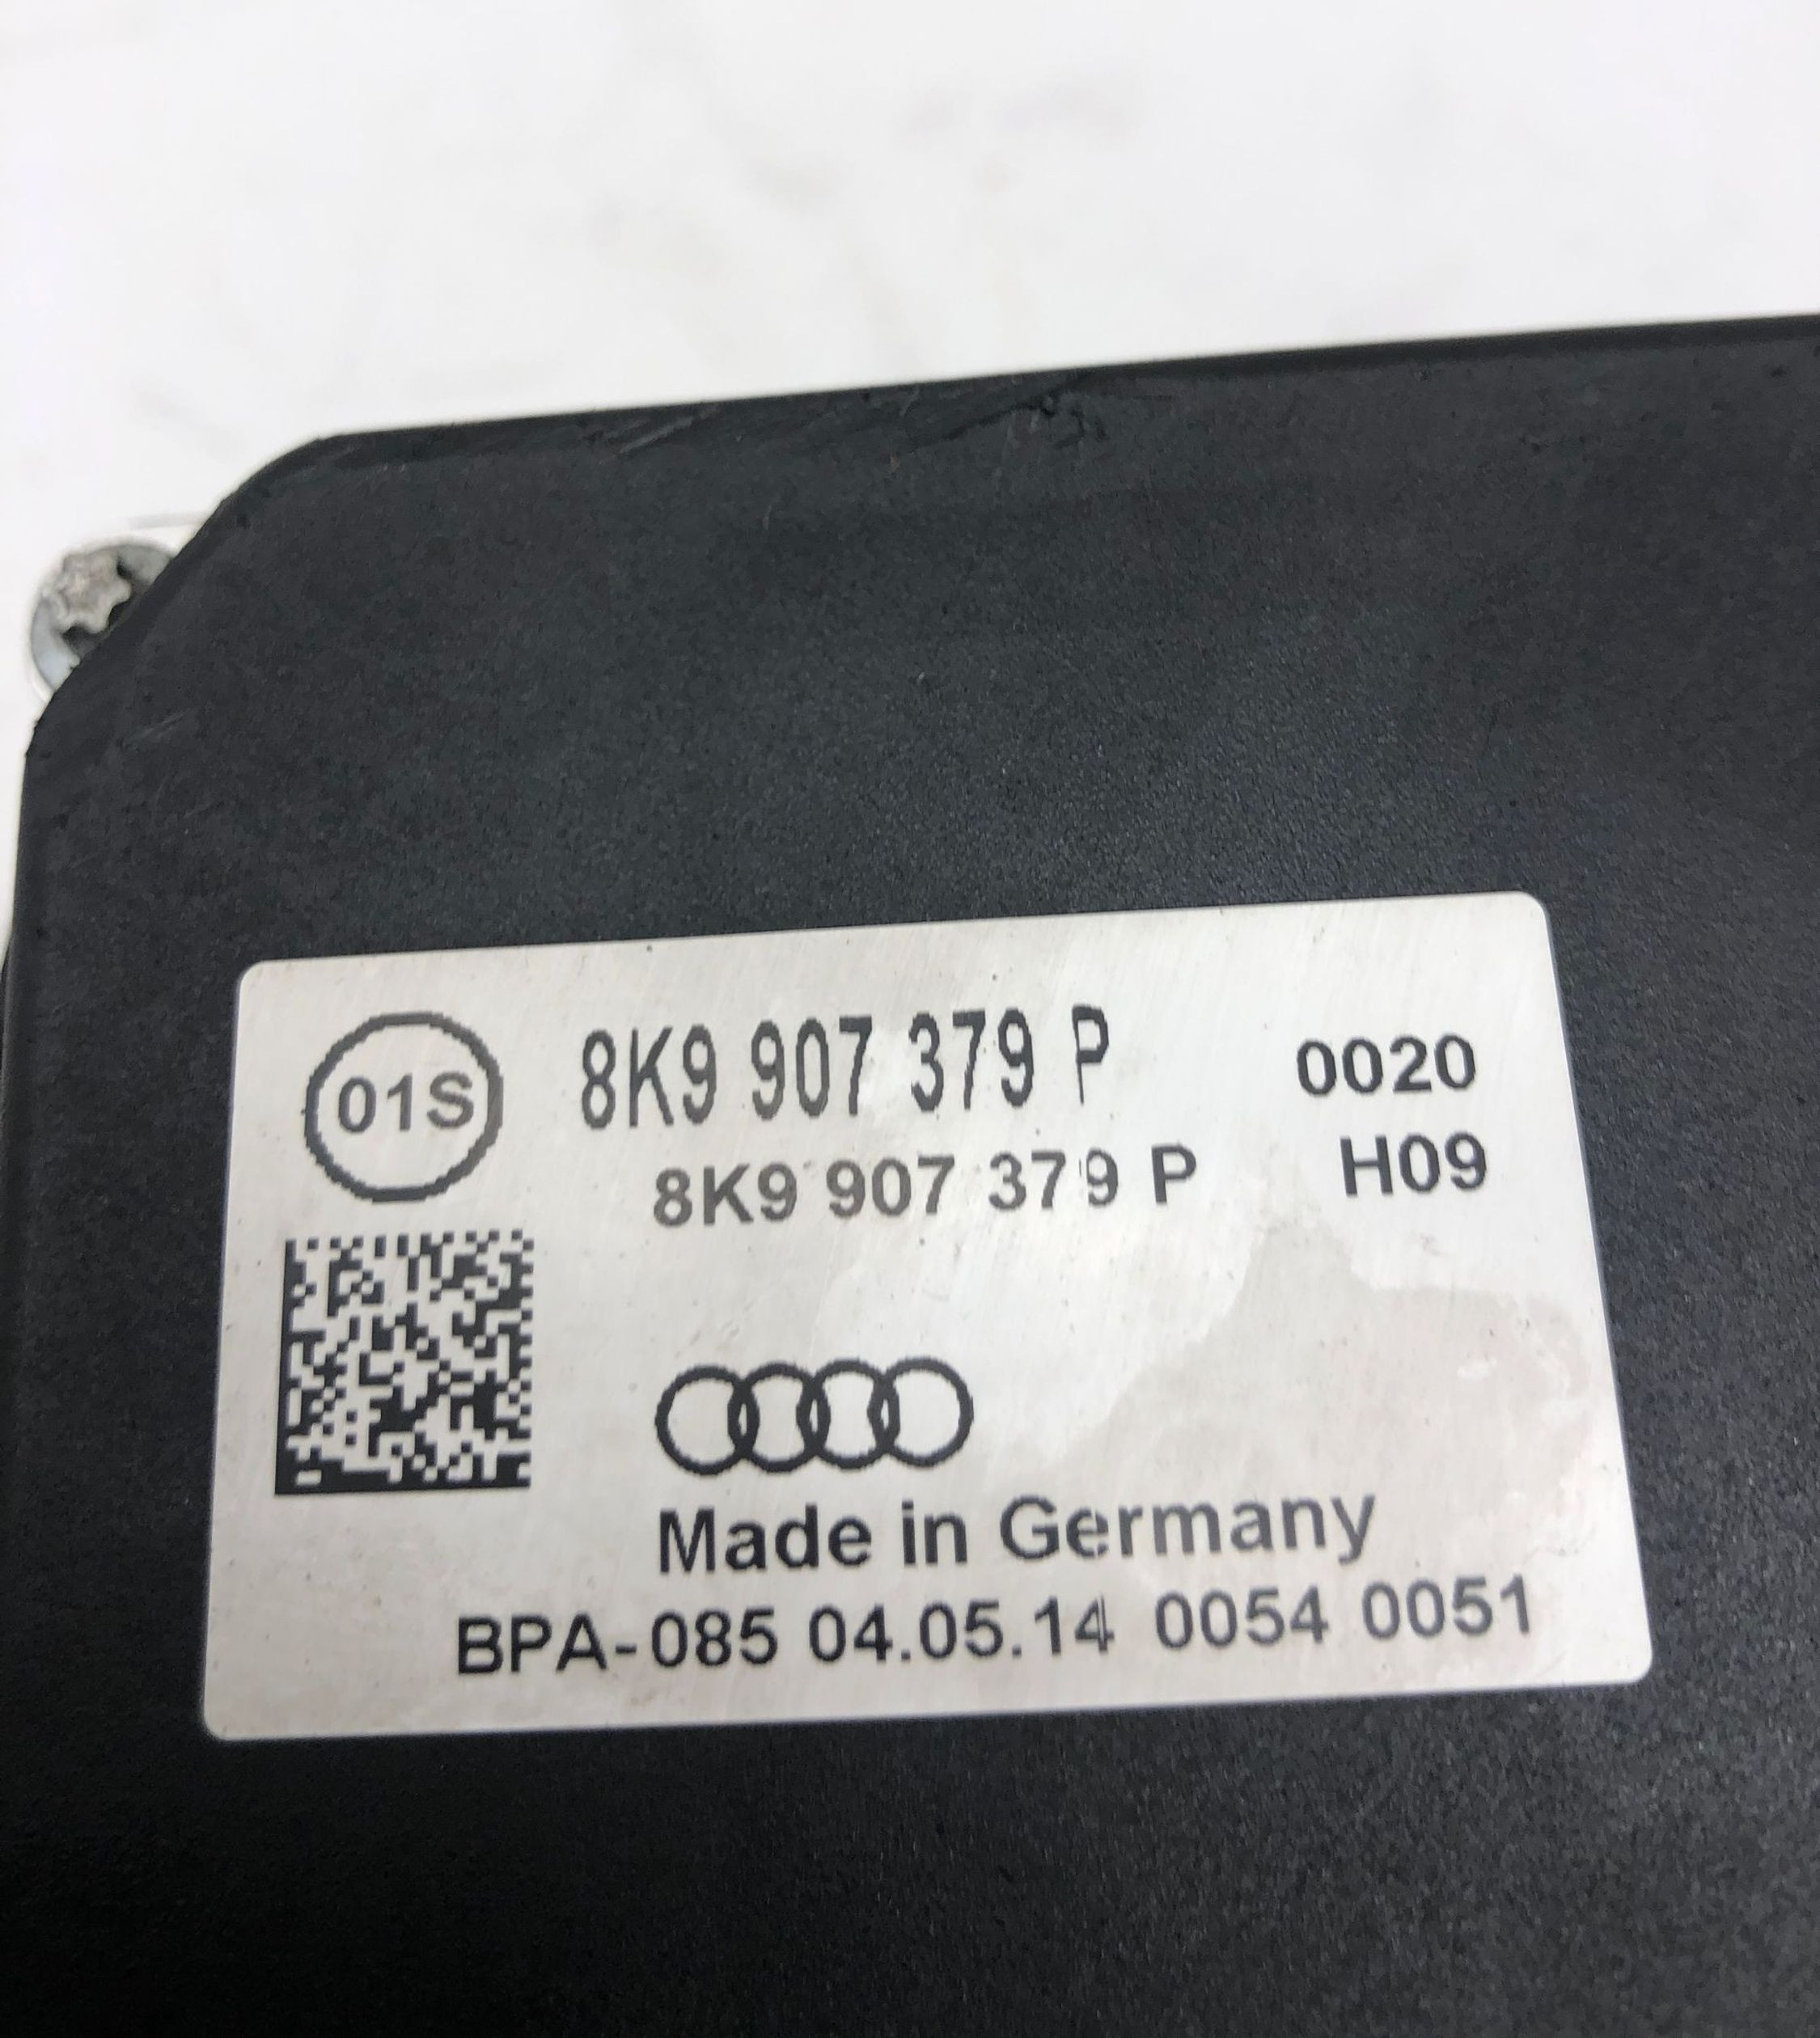 01S 8K9 907 379 P 0020
8K9 907 379 P H09
Made in Germany
BPA-085 04.05.14 0054 0051